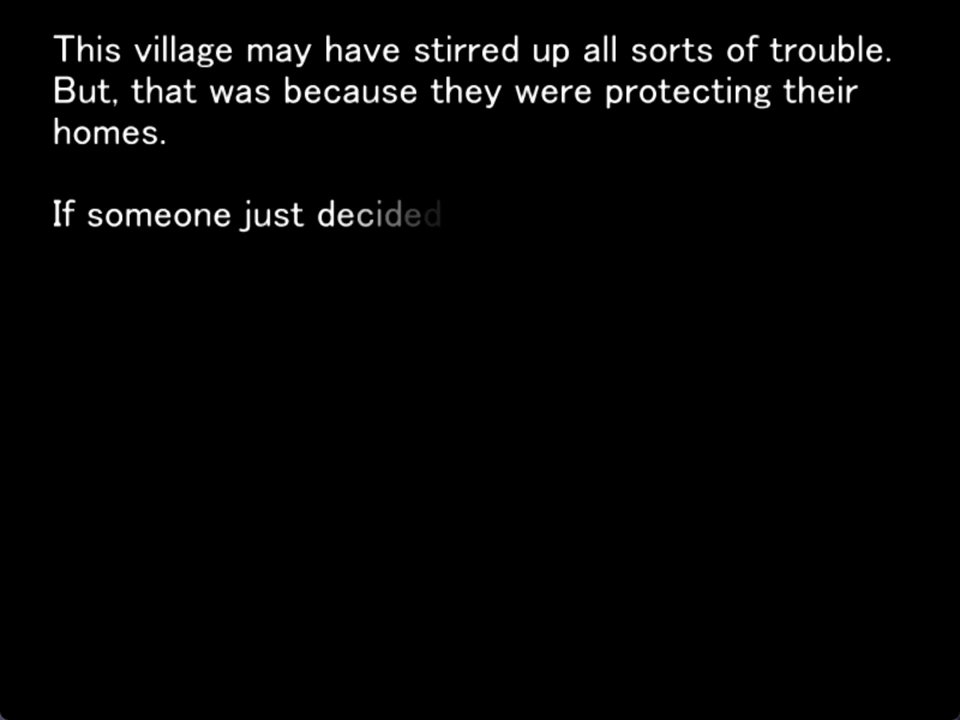 This village may have stirred up all sorts of trouble.
But, that was because they were protecting their
homes.
If someone just decided